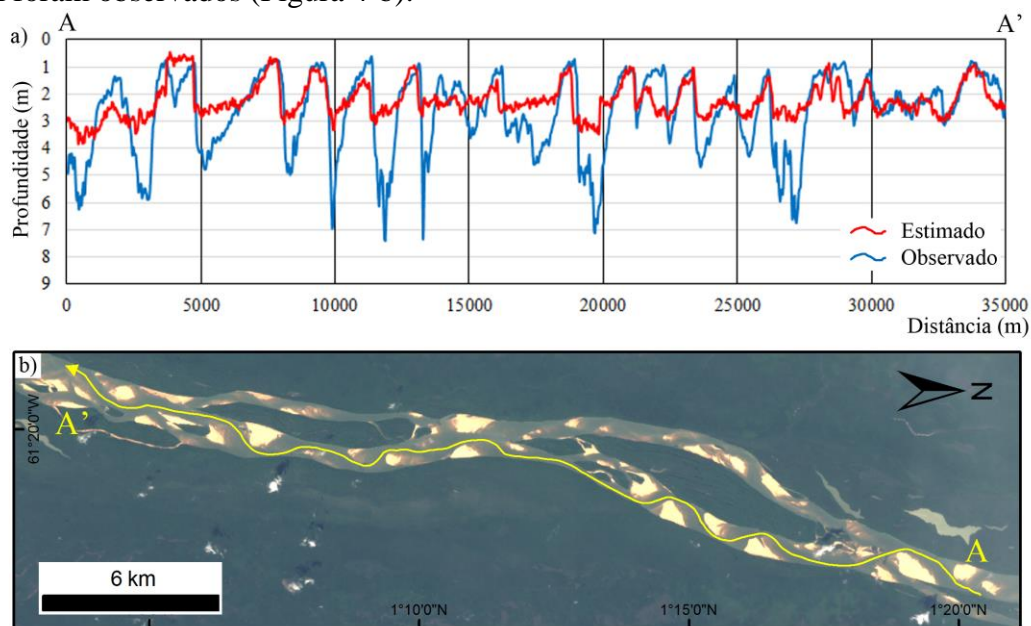 a)
A
A’
0
1
2
3
4
5
6
7
8
9
Profundidade (m)
Estimado
Observado
0 5000 10000 15000 20000 25000 30000 35000
Distância (m)
b)
N
61°20'0"W
A’
A
6 km
1°10'0"N 1°15'0"N 1°20'0"N